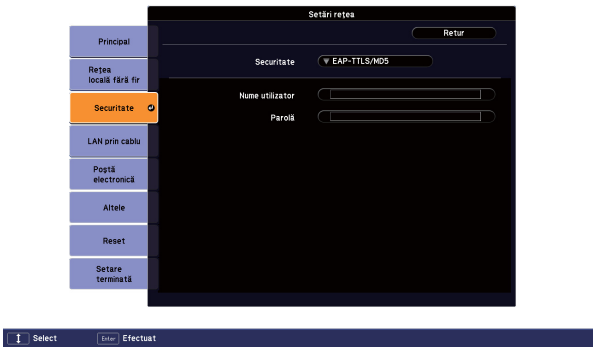 Setări rețea
Retur
Principal
Securitate
EAP-TTLS/MD5
Rețea
locală fără fir
Nume utilizator
Securitate
Parolă
LAN prin cablu
Poștă
electronică
Altele
Reset
Setare
terminată
Select
Enter
Efectuat